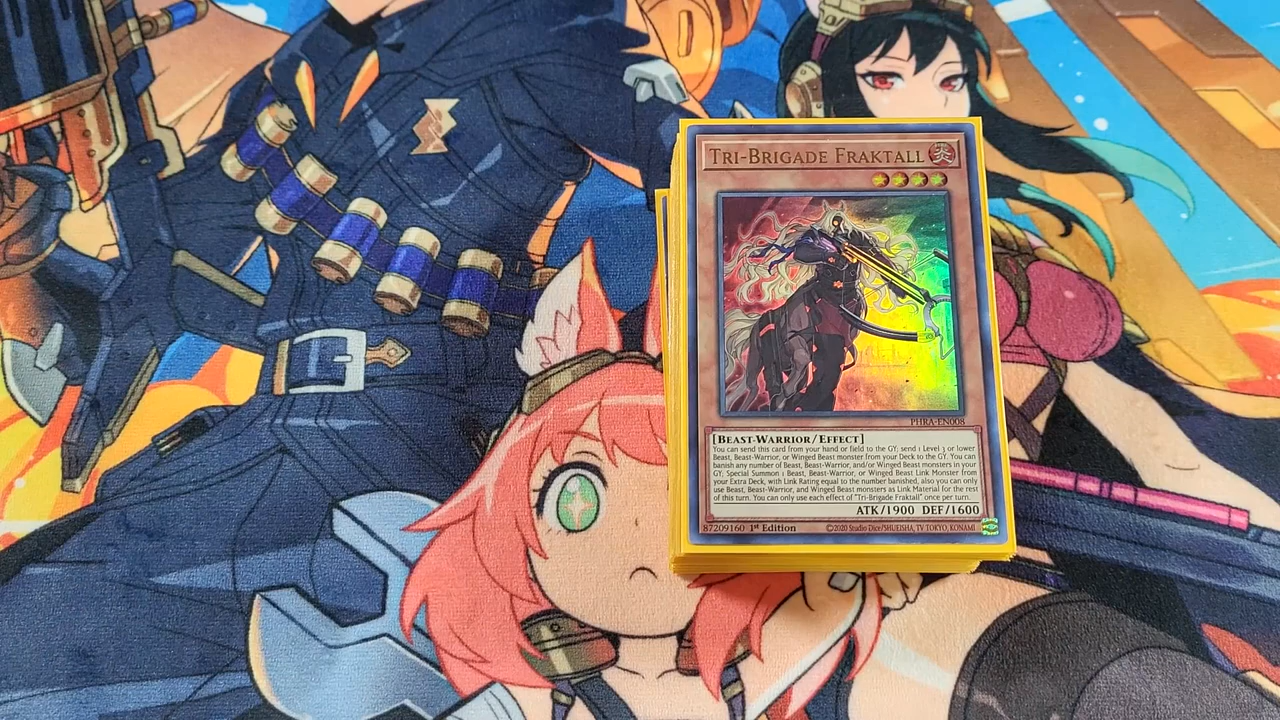 TRI-BRIGADE FRAKTALL 炎
PHRA-EN008
[BEAST-WARRIOR/EFFECT]
You can send this card from your hand or field to the GY; send 1 Level 3 or lower
Beast, Beast-Warrior, or Winged Beast monster from your Deck to the GY. You can
banish any number of Beast, Beast-Warrior, and/or Winged Beast monsters in your
GY; Special Summon 1 Beast, Beast-Warrior, or Winged Beast Link Monster from
your Extra Deck, with Link Rating equal to the number banished, also you can only
use Beast, Beast-Warrior, and Winged Beast monsters as Link Material for the rest
of this turn. You can only use each effect of "Tri-Brigade Fraktall" once per turn.
ATK/1900 DEF/1600
87209160 1st Edition ©2020 Studio Dice/SHUEISHA, TV TOKYO, KONAMI